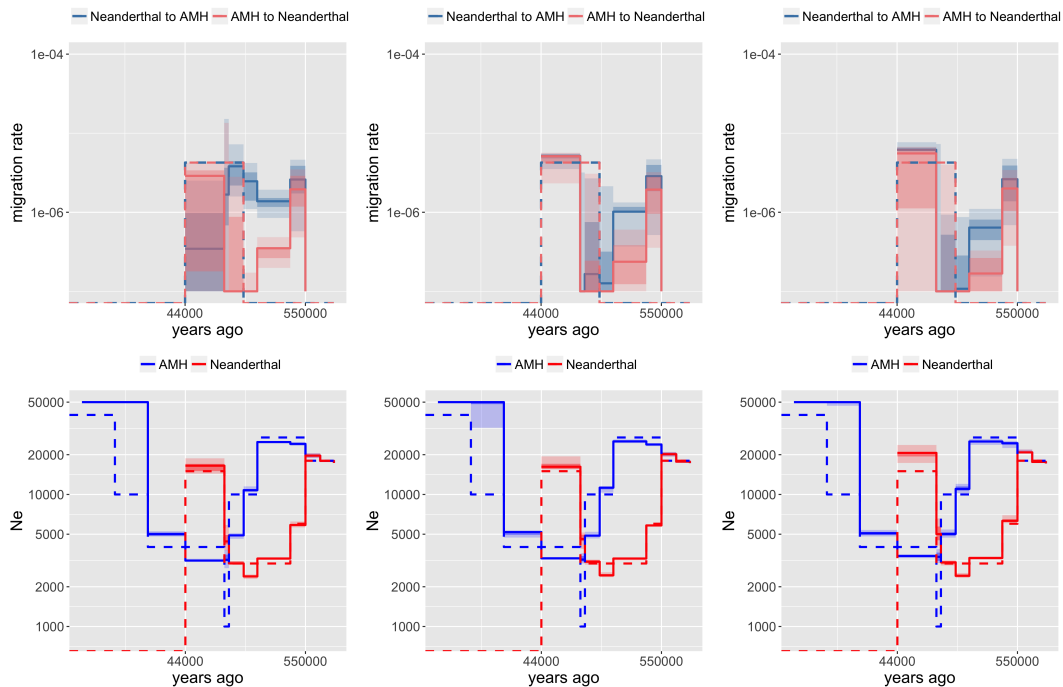 Neanderthal to AMH AMH to Neanderthal
1e-04
1e-06
migration rate
44000 550000
years ago
Neanderthal to AMH AMH to Neanderthal
1e-04
1e-06
migration rate
44000 550000
years ago
Neanderthal to AMH AMH to Neanderthal
1e-04
1e-06
migration rate
44000 550000
years ago
AMH Neanderthal
50000
20000
10000
5000
2000
1000
Ne
44000 550000
years ago
AMH Neanderthal
50000
20000
10000
5000
2000
1000
Ne
44000 550000
years ago
AMH Neanderthal
50000
20000
10000
5000
2000
1000
Ne
44000 550000
years ago